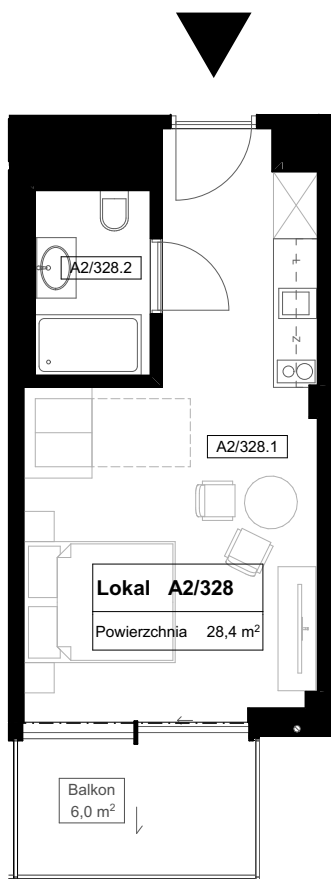 A2/328.2
L
Z
A2/328.1
Lokal A2/328
Powierzchnia 28,4 m²
Balkon
6,0 m²